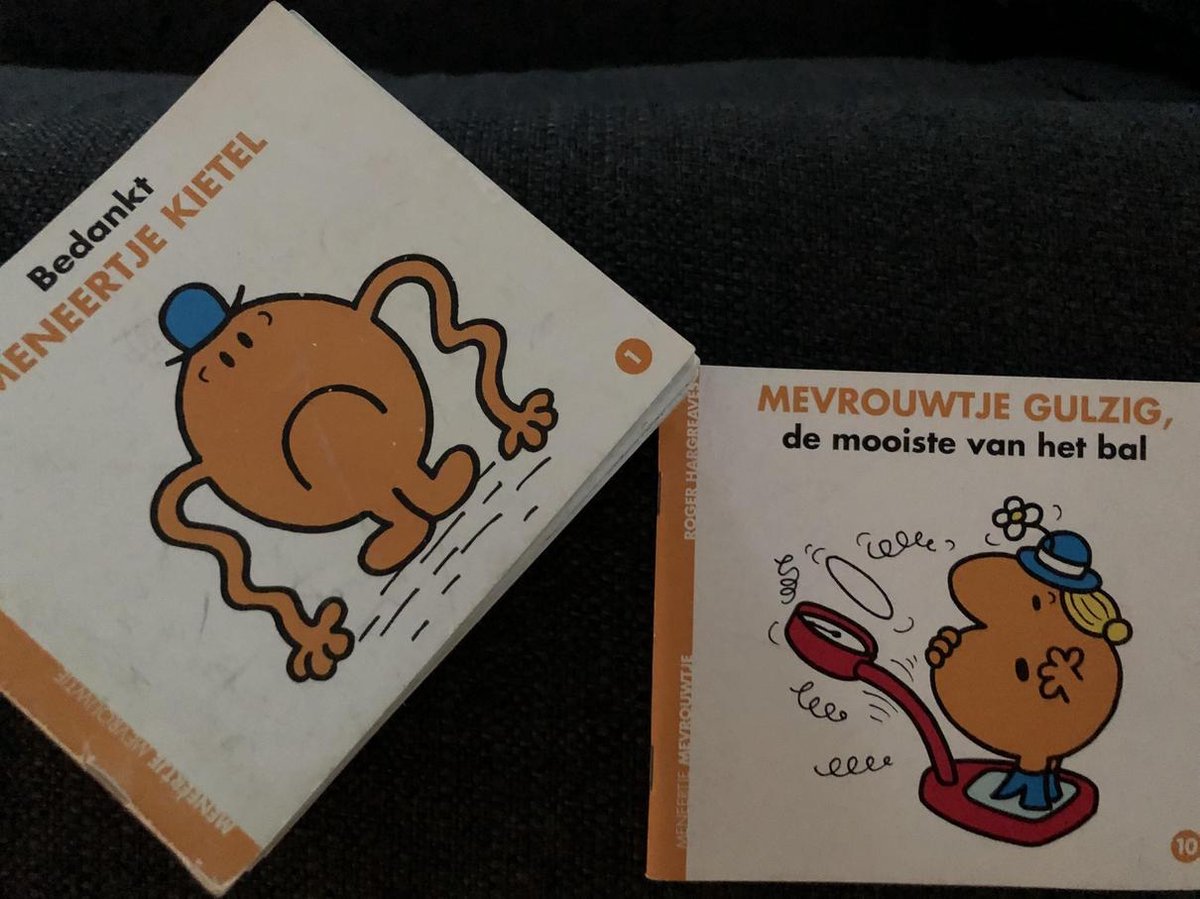 Bedankt
MENEERTJE KIETEL
1
MENEERTJE MEVROUWTJE
MEVROUWTJE GULZIG,
de mooiste van het bal
ROGER HARGREAVES
MENEERTJE MEVROUWTJE
10